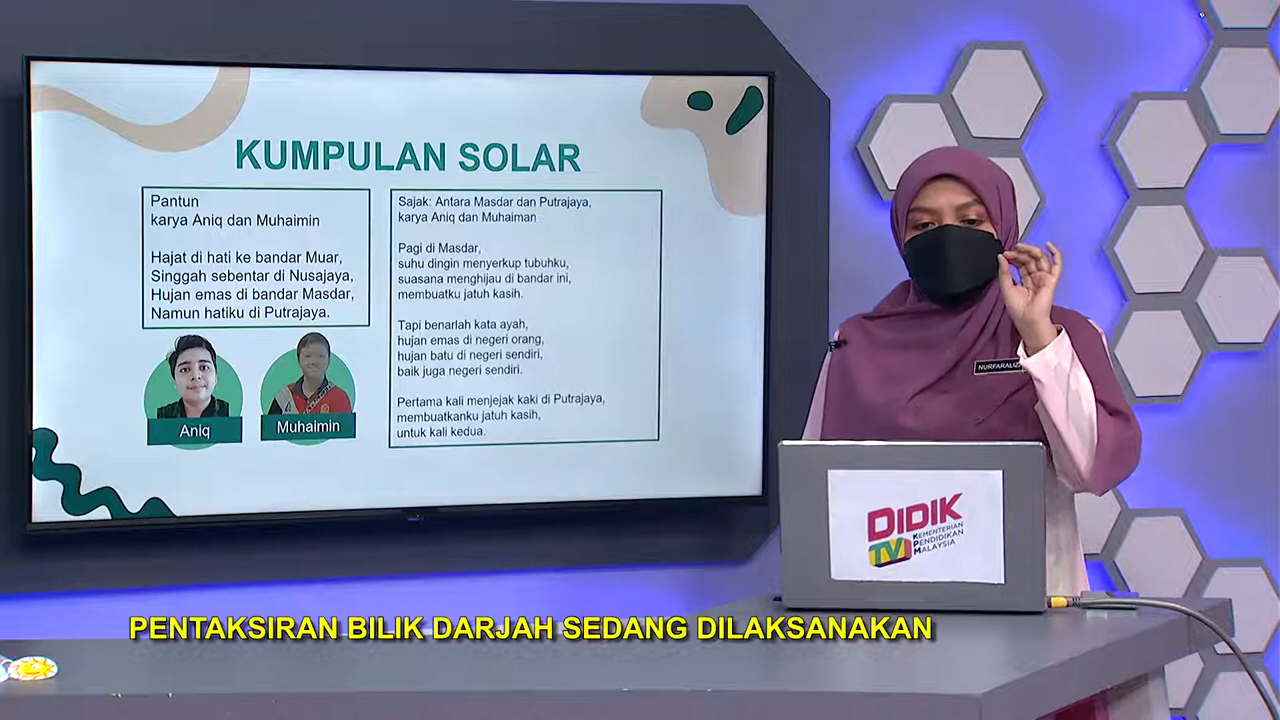 KUMPULAN SOLAR
Pantun
karya Aniq dan Muhaimin
Hajat di hati ke bandar Muar,
Singgah sebentar di Nusajaya,
Hujan emas di bandar Masdar,
Namun hatiku di Putrajaya.
Aniq
Muhaimin
Sajak: Antara Masdar dan Putrajaya,
karya Aniq dan Muhaiman
Pagi di Masdar,
suhu dingin menyerkup tubuhku,
suasana menghijau di bandar ini,
membuatku jatuh kasih.
Tapi benarlah kata ayah,
hujan emas di negeri orang,
hujan batu di negeri sendiri,
baik juga negeri sendiri.
Pertama kali menjejak kaki di Putrajaya,
membuatkanku jatuh kasih,
untuk kali kedua.
DIDIK
TV
KEMENTERIAN
PENDIDIKAN
MALAYSIA
PENTAKSIRAN BILIK DARJAH SEDANG DILAKSANAKAN